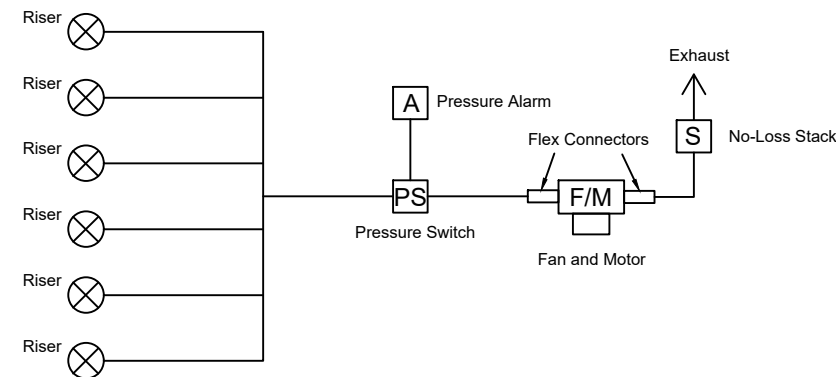 Riser
Riser
Riser
Riser
Riser
Riser
A
Pressure Alarm
PS
Pressure Switch
Flex Connectors
F/M
Fan and Motor
Exhaust
S
No-Loss Stack